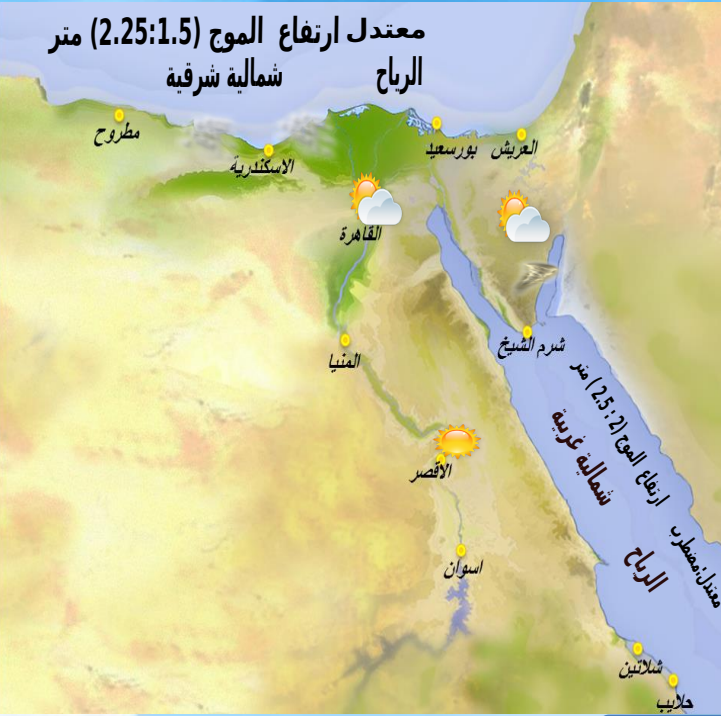 معتدل ارتفاع الموج (2.25:1.5) متر
الرياح شمالية شرقية
مطروح
الاسكندرية
بورسعيد
العريش
القاهرة
شرم الشيخ
المنيا
معتدل:مضطرب ارتفاع الموج (2 : 2.5) متر
الرياح شمالية غربية
الاقصر
اسوان
شلاتين
حلايب